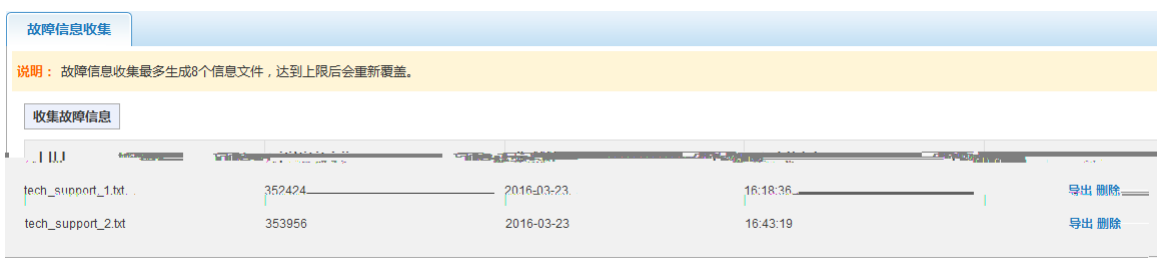 故障信息收集
说明： 故障信息收集最多生成8个信息文件，达到上限后会重新覆盖。
收集故障信息
tech_support_1.txt 352424 2016-03-23 16:18:36 导出 删除
tech_support_2.txt 353956 2016-03-23 16:43:19 导出 删除